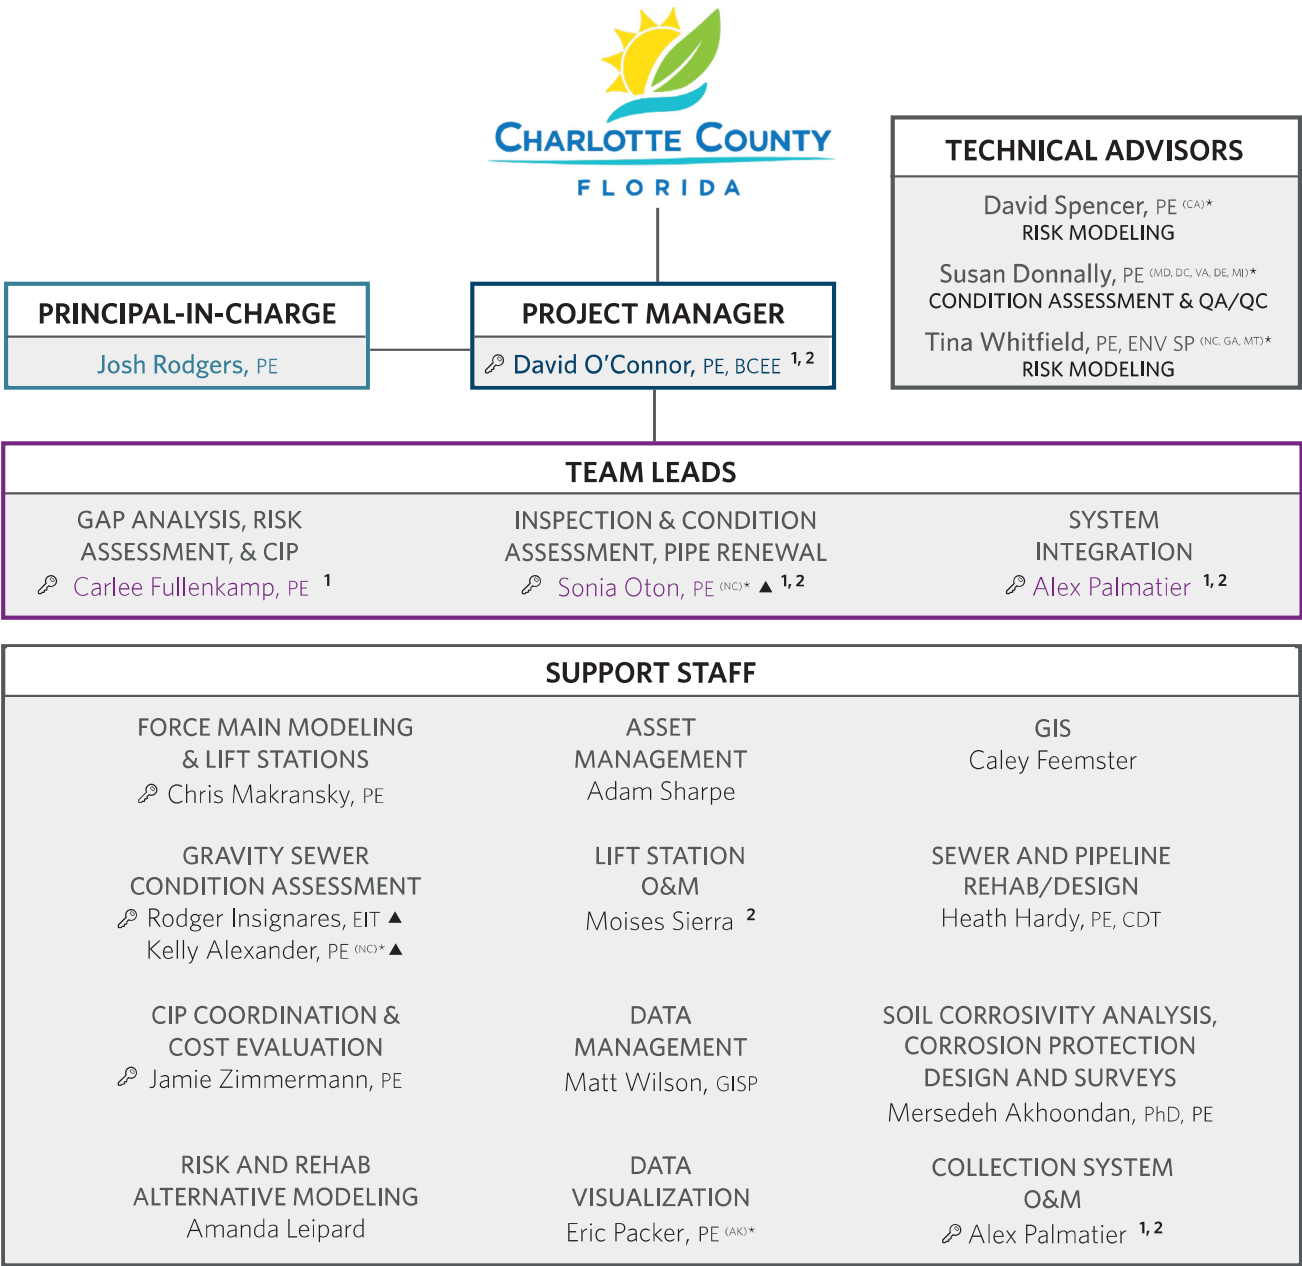 CHARLOTTE COUNTY
FLORIDA
TECHNICAL ADVISORS
David Spencer, PE (CA)*
RISK MODELING
Susan Donnally, PE (MD, DC, VA, DE, MI)*
CONDITION ASSESSMENT & QA/QC
Tina Whitfield, PE, ENV SP (NC, GA, MT)*
RISK MODELING
PRINCIPAL-IN-CHARGE
Josh Rodgers, PE
PROJECT MANAGER
David O'Connor, PE, BCEE 1, 2
TEAM LEADS
GAP ANALYSIS, RISK
ASSESSMENT, & CIP
Carlee Fullenkamp, PE 1
INSPECTION & CONDITION
ASSESSMENT, PIPE RENEWAL
Sonia Oton, PE (NC)* ▲ 1, 2
SYSTEM
INTEGRATION
Alex Palmatier 1, 2
SUPPORT STAFF
FORCE MAIN MODELING
& LIFT STATIONS
Chris Makransky, PE
ASSET
MANAGEMENT
Adam Sharpe
GIS
Caley Feemster
GRAVITY SEWER
CONDITION ASSESSMENT
Rodger Insignares, EIT ▲
Kelly Alexander, PE (NC)* ▲
LIFT STATION
O&M
Moises Sierra 2
SEWER AND PIPELINE
REHAB/DESIGN
Heath Hardy, PE, CDT
CIP COORDINATION &
COST EVALUATION
Jamie Zimmermann, PE
DATA
MANAGEMENT
Matt Wilson, GISP
SOIL CORROSIVITY ANALYSIS,
CORROSION PROTECTION
DESIGN AND SURVEYS
Mersedeh Akhoondan, PhD, PE
RISK AND REHAB
ALTERNATIVE MODELING
Amanda Leipard
DATA
VISUALIZATION
Eric Packer, PE (AK)*
COLLECTION SYSTEM
O&M
Alex Palmatier 1, 2